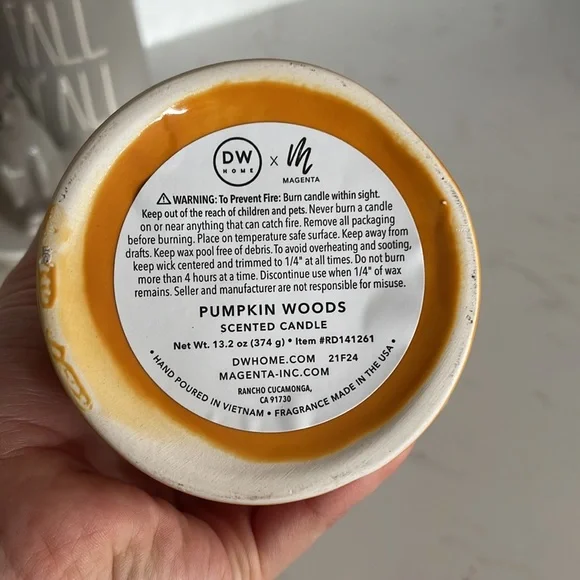 TALL
Y'ALL
DW
HOME
x
M
MAGENTA
⚠ WARNING: To Prevent Fire: Burn candle within sight.
Keep out of the reach of children and pets. Never burn a candle
on or near anything that can catch fire. Remove all packaging
before burning. Place on temperature safe surface. Keep away from
drafts. Keep wax pool free of debris. To avoid overheating and sooting,
keep wick centered and trimmed to 1/4" at all times. Do not burn
more than 4 hours at a time. Discontinue use when 1/4" of wax
remains. Seller and manufacturer are not responsible for misuse.
PUMPKIN WOODS
SCENTED CANDLE
Net Wt. 13.2 oz (374 g) • Item #RD141261
DWHOME.COM 21F24
MAGENTA-INC.COM
RANCHO CUCAMONGA,
CA 91730
• HAND POURED IN VIETNAM • FRAGRANCE MADE IN THE USA •